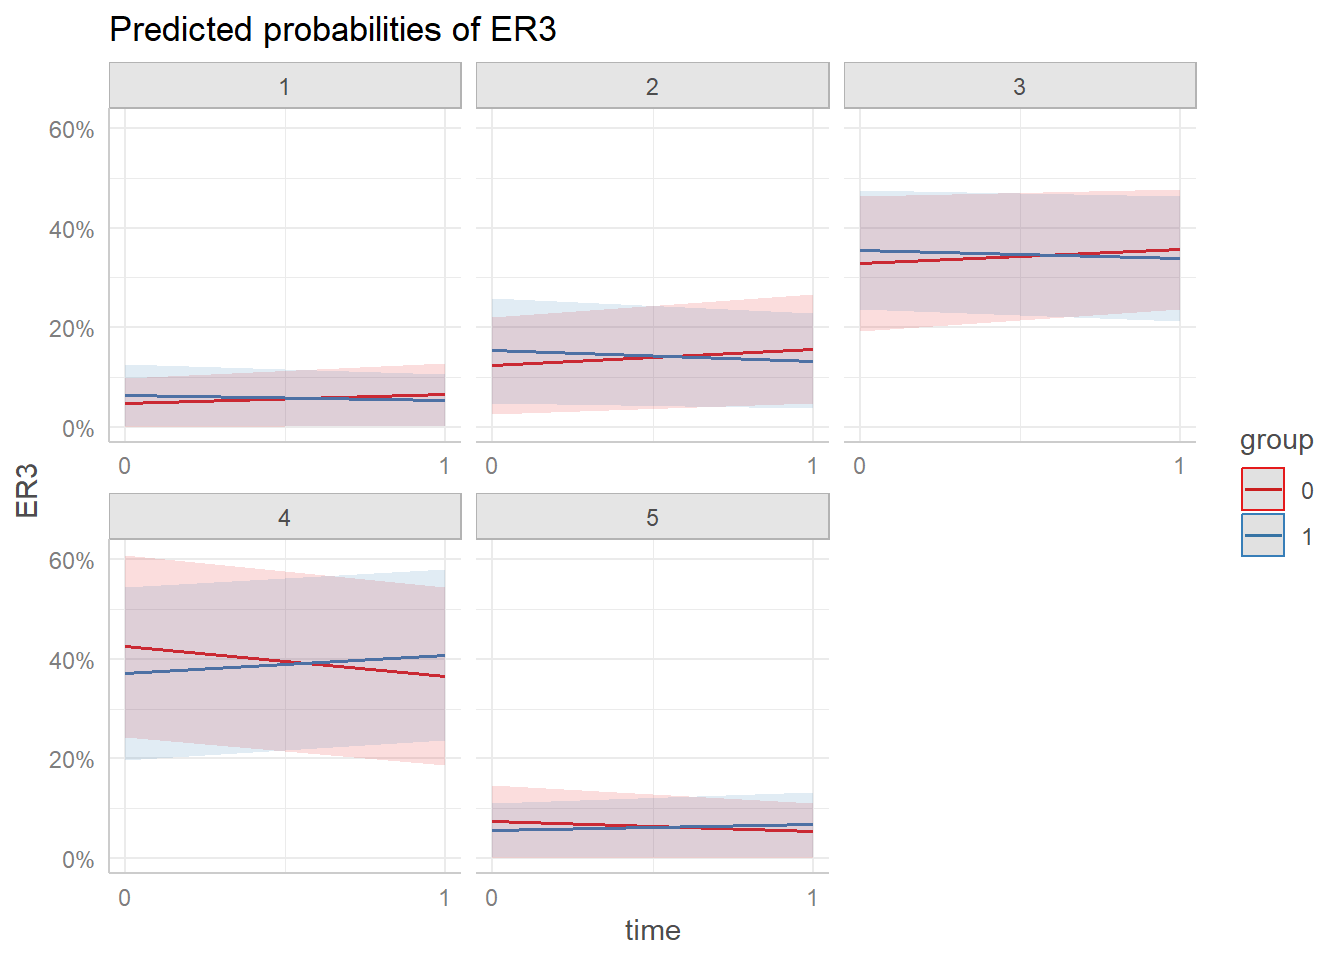 Predicted probabilities of ER3
1 2 3
60%
40%
20%
0%
0 1 0 1 0 1
ER3
4 5
60%
40%
20%
0%
0 1 0 1
time
group
0
1